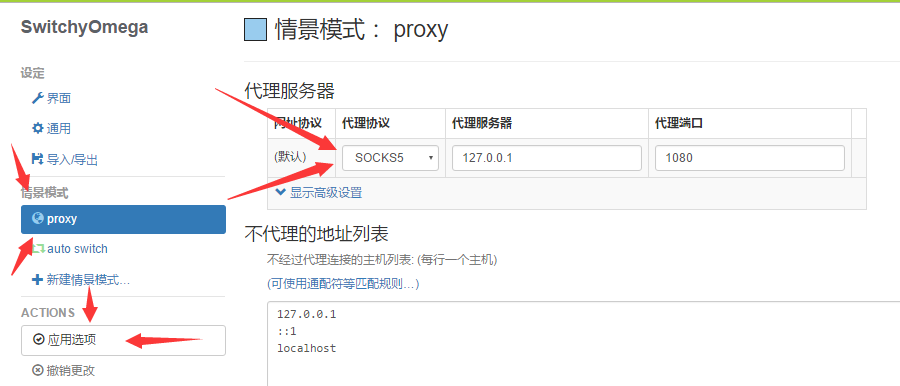 SwitchyOmega
设定
界面
通用
导入/导出
情景模式
proxy
auto switch
新建情景模式…
ACTIONS
应用选项
撤销更改
情景模式： proxy
代理服务器
网址协议 代理协议 代理服务器 代理端口
(默认) SOCKS5 127.0.0.1 1080
显示高级设置
不代理的地址列表
不经过代理连接的主机列表: (每行一个主机)
(可使用通配符等匹配规则…)
127.0.0.1
::1
localhost